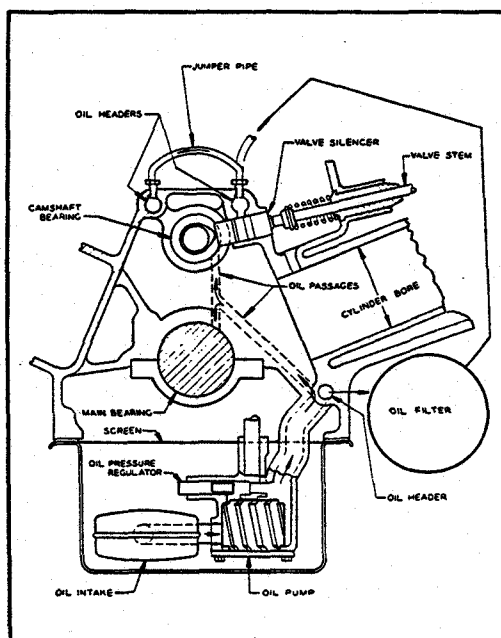 JUMPER PIPE
OIL HEADERS
VALVE SILENCER
VALVE STEM
CAMSHAFT
BEARING
OIL PASSAGES
CYLINDER BORE
MAIN BEARING
SCREEN
OIL FILTER
OIL PRESSURE
REGULATOR
OIL HEADER
OIL INTAKE
OIL PUMP